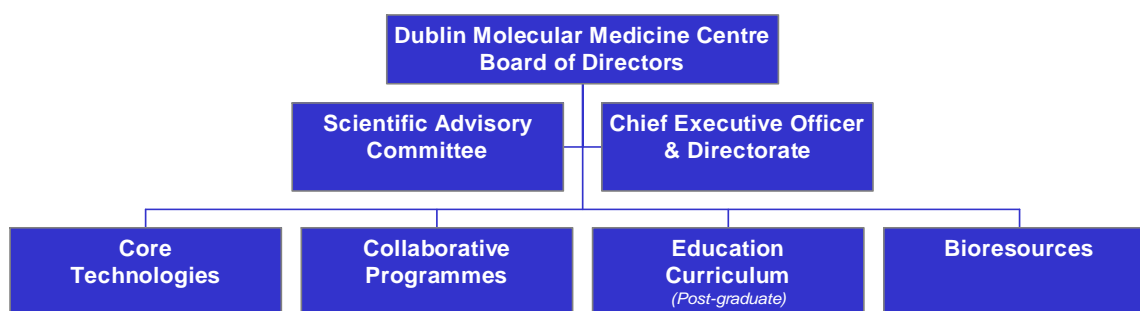 Dublin Molecular Medicine Centre
Board of Directors
Scientific Advisory
Committee
Chief Executive Officer
& Directorate
Core
Technologies
Collaborative
Programmes
Education
Curriculum
(Post-graduate)
Bioresources